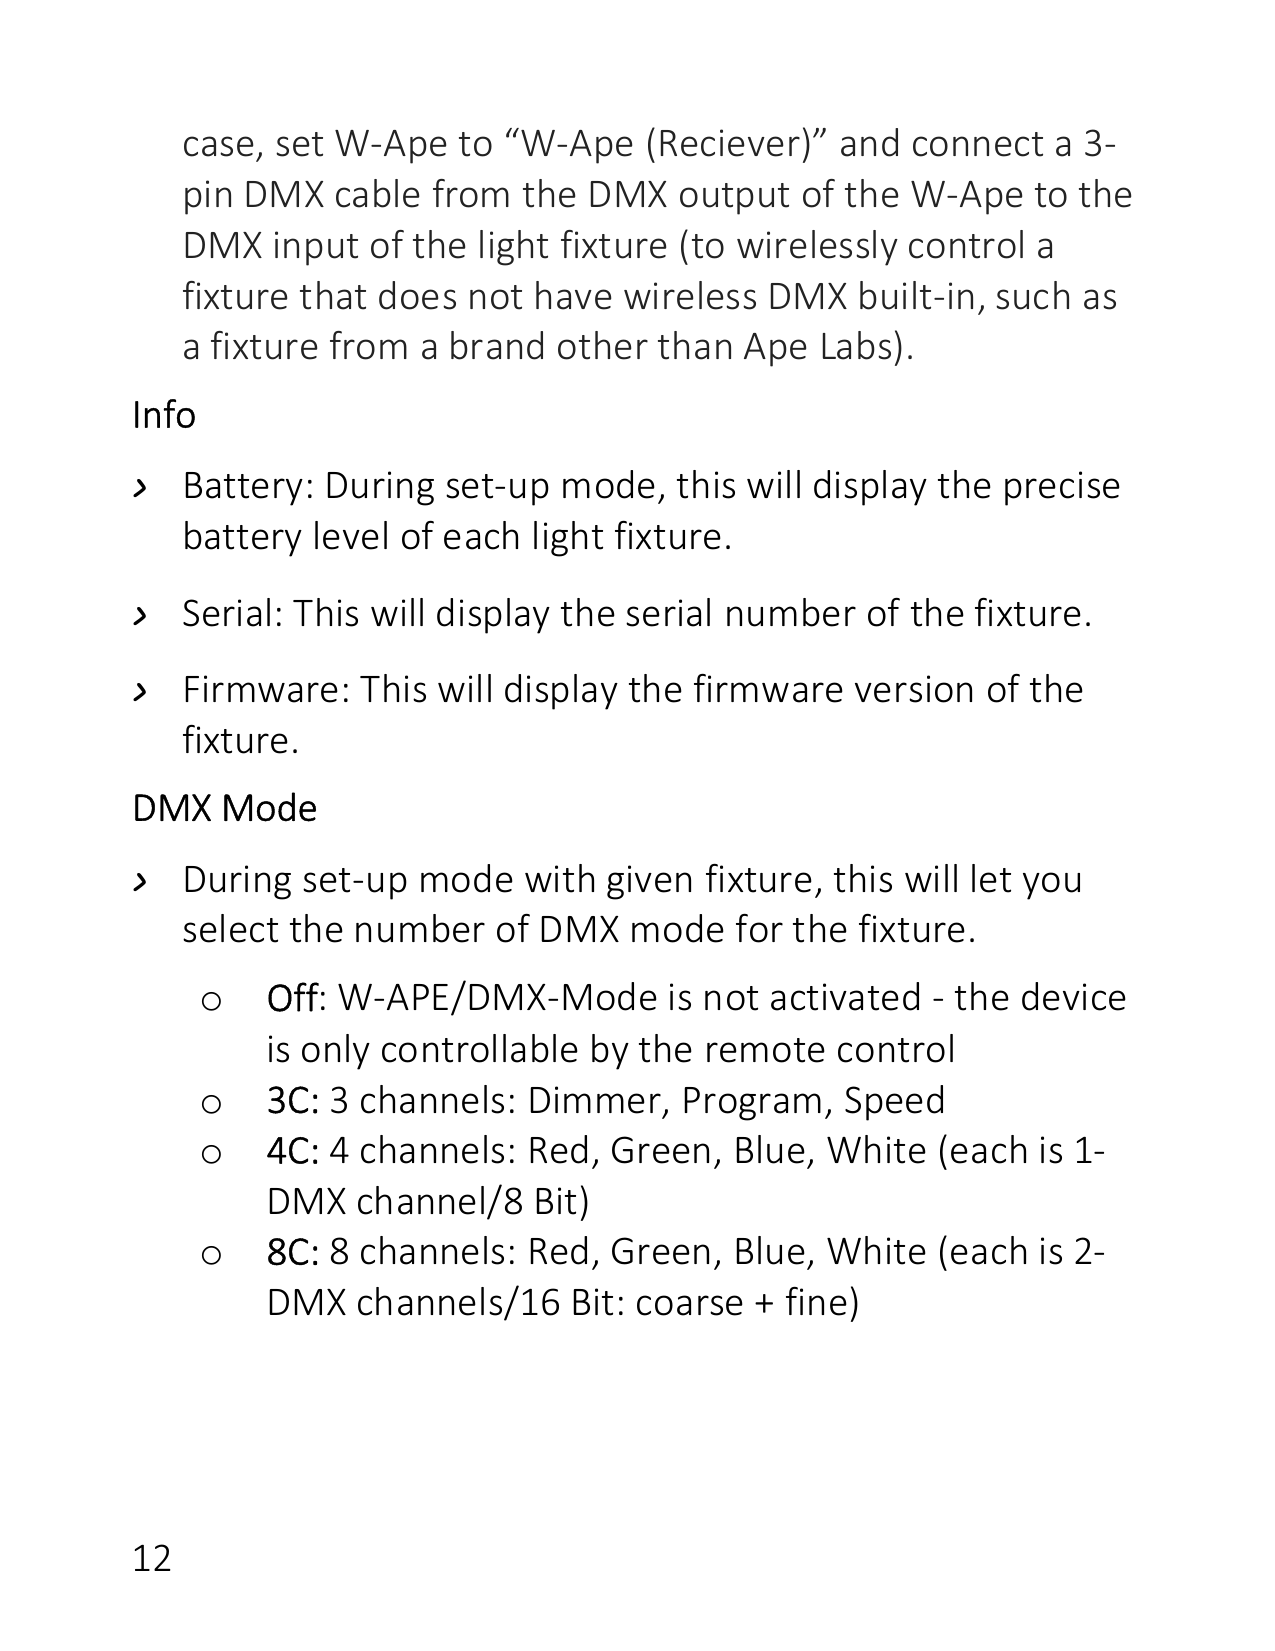 case, set W-Ape to “W-Ape (Reciever)” and connect a 3-
pin DMX cable from the DMX output of the W-Ape to the
DMX input of the light fixture (to wirelessly control a
fixture that does not have wireless DMX built-in, such as
a fixture from a brand other than Ape Labs).
Info
› Battery: During set-up mode, this will display the precise
battery level of each light fixture.
› Serial: This will display the serial number of the fixture.
› Firmware: This will display the firmware version of the
fixture.
DMX Mode
› During set-up mode with given fixture, this will let you
select the number of DMX mode for the fixture.
o Off: W-APE/DMX-Mode is not activated - the device
is only controllable by the remote control
o 3C: 3 channels: Dimmer, Program, Speed
o 4C: 4 channels: Red, Green, Blue, White (each is 1-
DMX channel/8 Bit)
o 8C: 8 channels: Red, Green, Blue, White (each is 2-
DMX channels/16 Bit: coarse + fine)
12